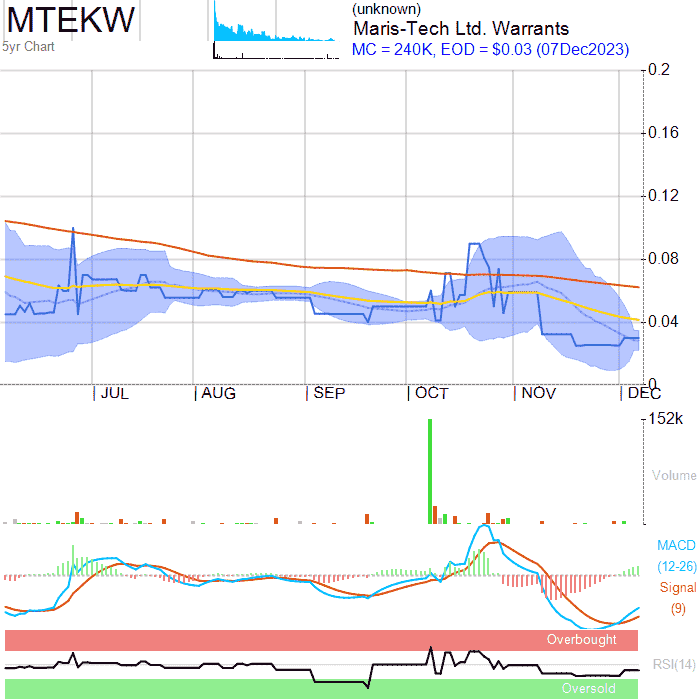 MTEKW
5yr Chart
(unknown)
Maris-Tech Ltd. Warrants
MC = 240K, EOD = $0.03 (07Dec2023)
0.2
0.16
0.12
0.08
0.04
0
JUL AUG SEP OCT NOV DEC
152k
Volume
MACD
(12-26)
Signal
(9)
Overbought
RSI(14)
Oversold